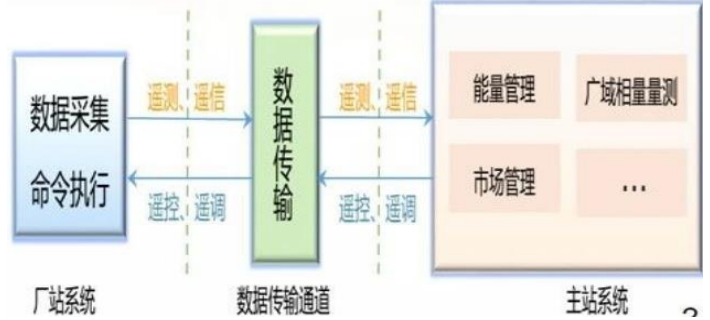 数据采集
命令执行
遥测、遥信
遥控、遥调
数据传输
遥测、遥信
遥控、遥调
能量管理
广域相量量测
市场管理
...
厂站系统
数据传输通道
主站系统